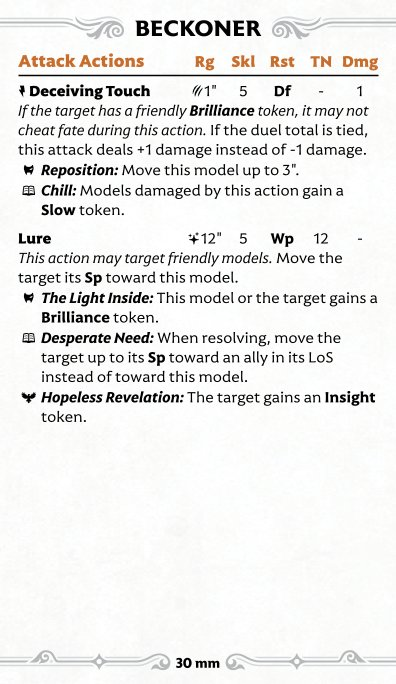 BECKONER
Attack Actions Rg Skl Rst TN Dmg
Deceiving Touch 1" 5 Df - 1
If the target has a friendly Brilliance token, it may not
cheat fate during this action. If the duel total is tied,
this attack deals +1 damage instead of -1 damage.
Reposition: Move this model up to 3".
Chill: Models damaged by this action gain a
Slow token.
Lure 12" 5 Wp 12 -
This action may target friendly models. Move the
target its Sp toward this model.
The Light Inside: This model or the target gains a
Brilliance token.
Desperate Need: When resolving, move the
target up to its Sp toward an ally in its LoS
instead of toward this model.
Hopeless Revelation: The target gains an Insight
token.
30 mm